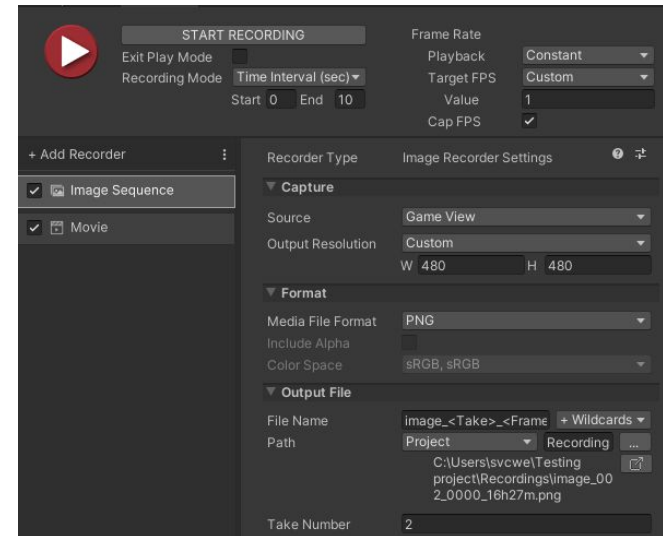 START RECORDING
Exit Play Mode
Recording Mode Time Interval (sec)
Start 0 End 10
Frame Rate
Playback Constant
Target FPS Custom
Value 1
Cap FPS
+ Add Recorder
Image Sequence
Movie
Recorder Type Image Recorder Settings
Capture
Source Game View
Output Resolution Custom
W 480 H 480
Format
Media File Format PNG
Include Alpha
Color Space sRGB, sRGB
Output File
File Name image_<Take>_<Frame + Wildcards
Path Project Recording ...
C:\Users\svcwe\Testing
project\Recordings\image_00
2_0000_16h27m.png
Take Number 2